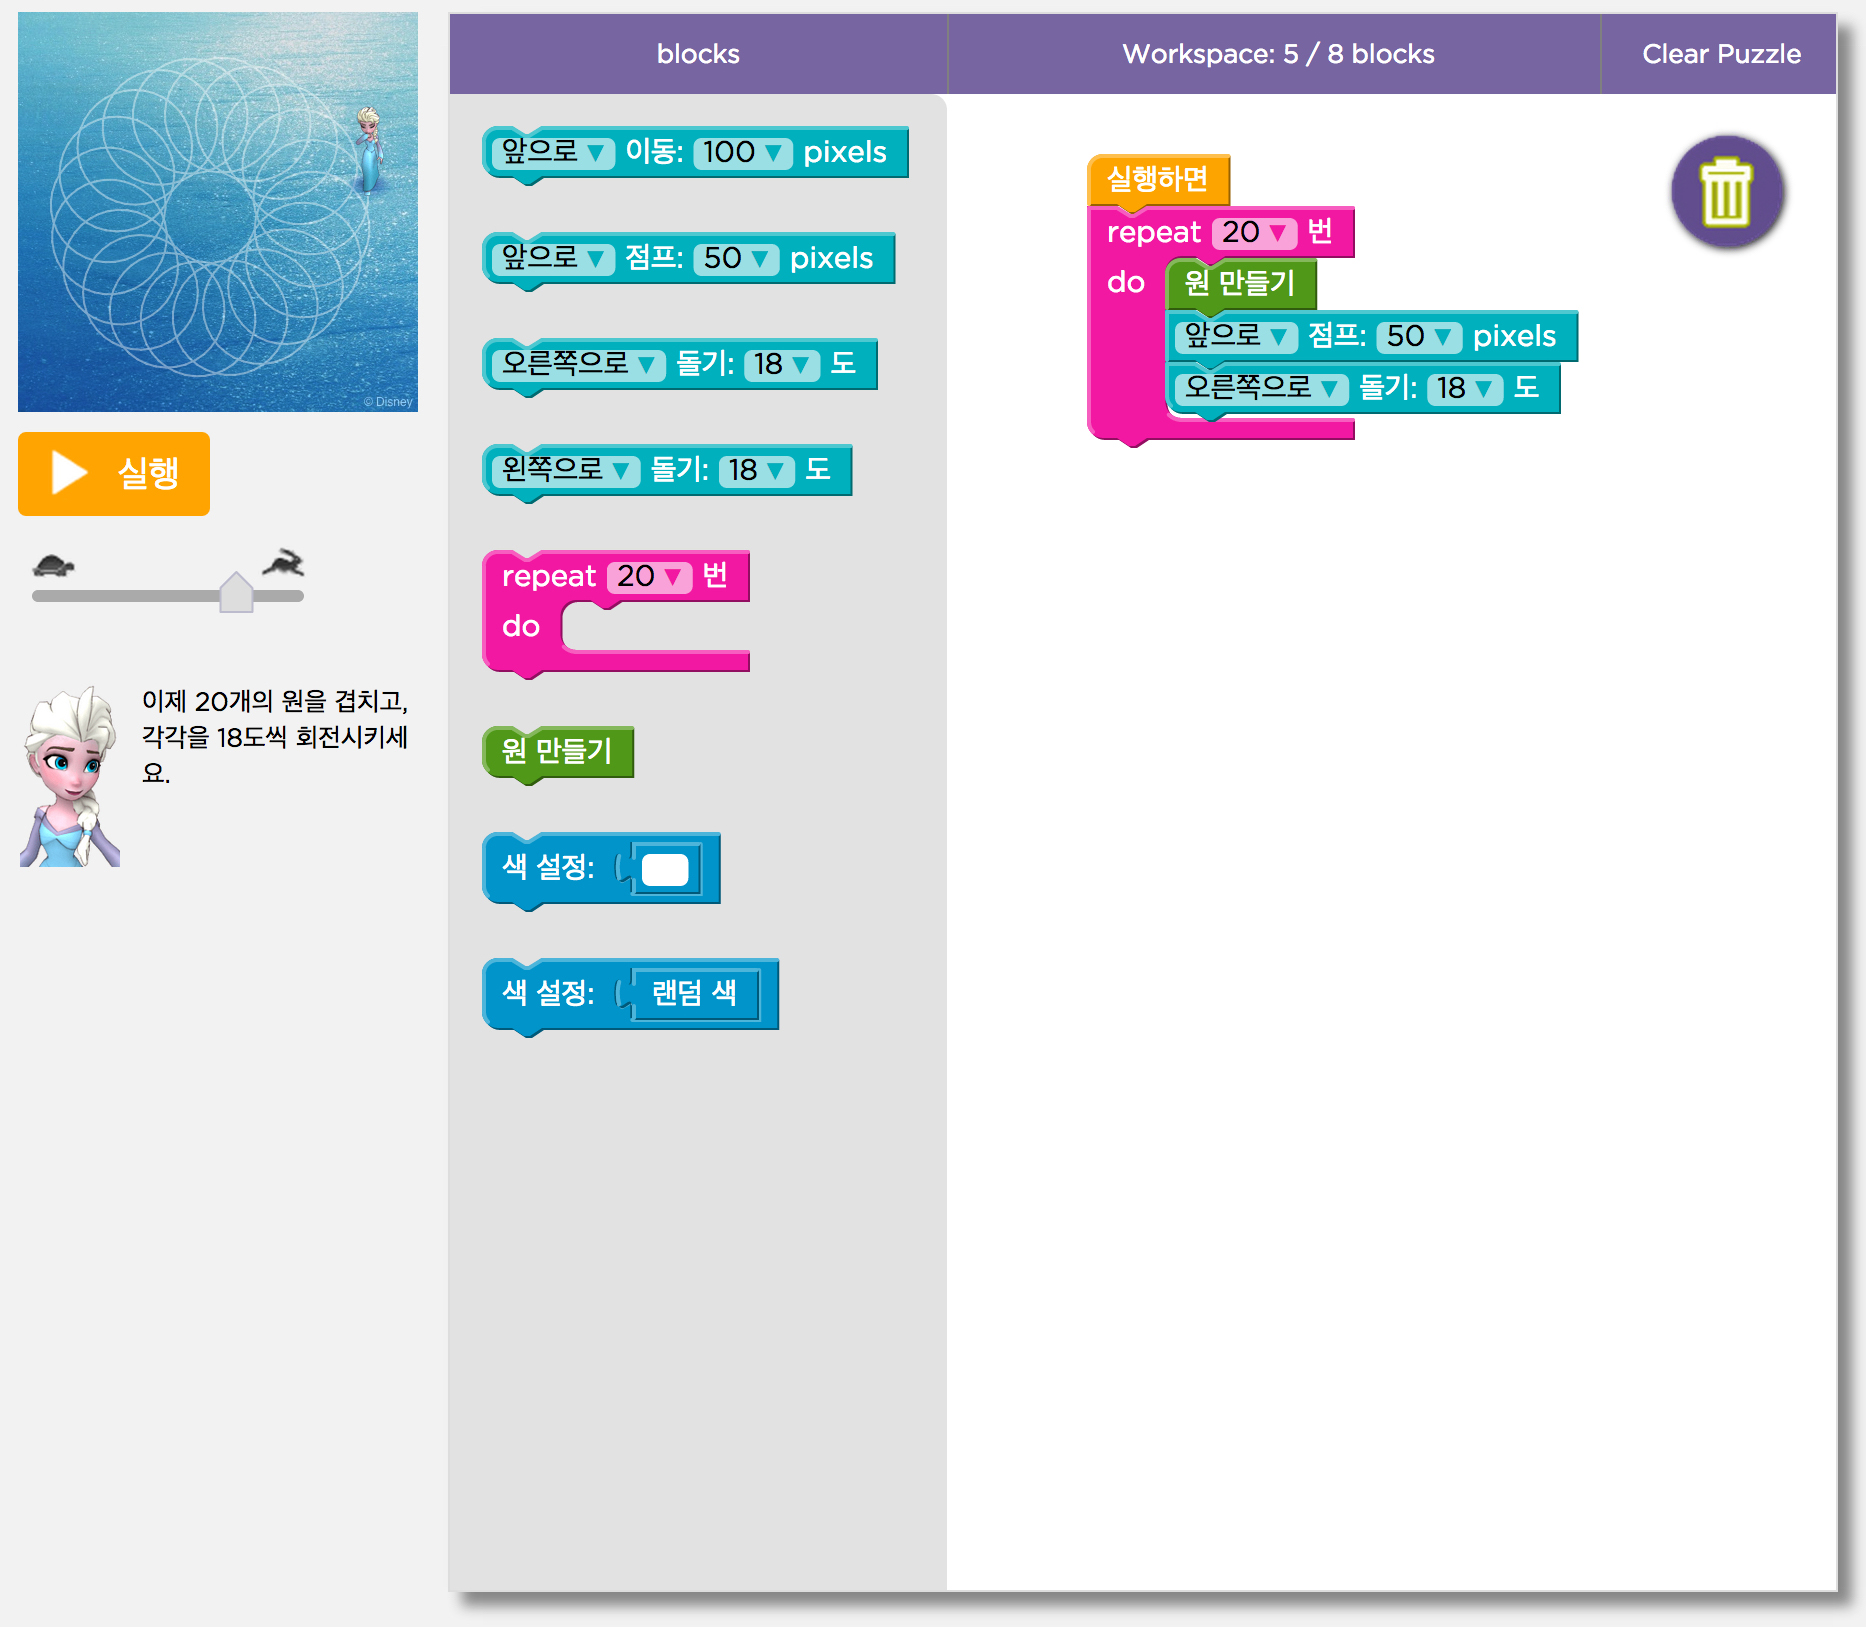 © Disney
실행
이제 20개의 원을 겹치고,
각각을 18도씩 회전시키세
요.
blocks
Workspace: 5 / 8 blocks
Clear Puzzle
앞으로 ▼ 이동: 100 ▼ pixels
앞으로 ▼ 점프: 50 ▼ pixels
오른쪽으로 ▼ 돌기: 18 ▼ 도
왼쪽으로 ▼ 돌기: 18 ▼ 도
repeat 20 ▼ 번
do
원 만들기
색 설정:
색 설정: 랜덤 색
실행하면
repeat 20 ▼ 번
do 원 만들기
앞으로 ▼ 점프: 50 ▼ pixels
오른쪽으로 ▼ 돌기: 18 ▼ 도